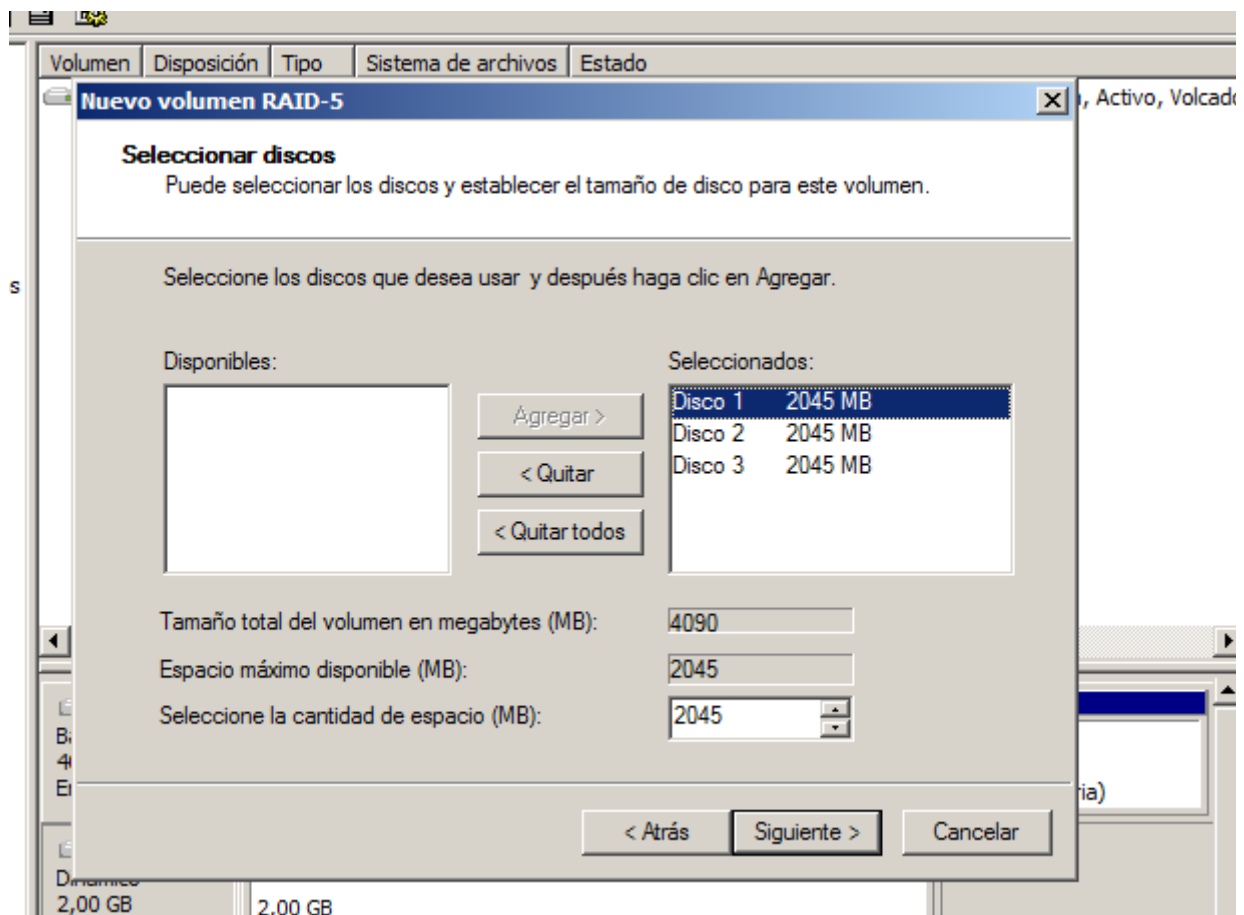 Volumen Disposición Tipo Sistema de archivos Estado
Nuevo volumen RAID-5
, Activo, Volcado
Seleccionar discos
Puede seleccionar los discos y establecer el tamaño de disco para este volumen.
s
Seleccione los discos que desea usar y después haga clic en Agregar.
Disponibles:
Seleccionados:
Agregar >
< Quitar
< Quitar todos
Disco 1 2045 MB
Disco 2 2045 MB
Disco 3 2045 MB
Tamaño total del volumen en megabytes (MB): 4090
Espacio máximo disponible (MB): 2045
Seleccione la cantidad de espacio (MB): 2045
ria)
< Atrás Siguiente > Cancelar
Dinámico
2,00 GB 2,00 GB